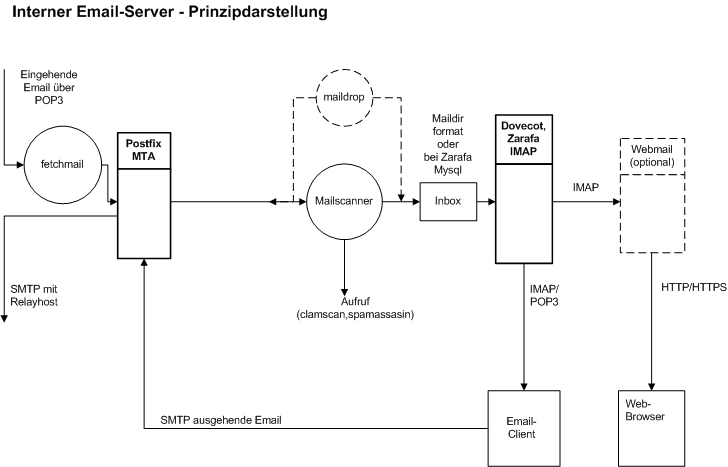 Interner Email-Server - Prinzipdarstellung
Eingehende
Email über
POP3
fetchmail
Postfix
MTA
maildrop
Mailscanner
Maildir
format
oder
bei Zarafa
Mysql
Inbox
Dovecot,
Zarafa
IMAP
IMAP
Webmail
(optional)
SMTP mit
Relayhost
Aufruf
(clamscan,spamassasin)
IMAP/
POP3
HTTP/HTTPS
SMTP ausgehende Email
Email-
Client
Web-
Browser